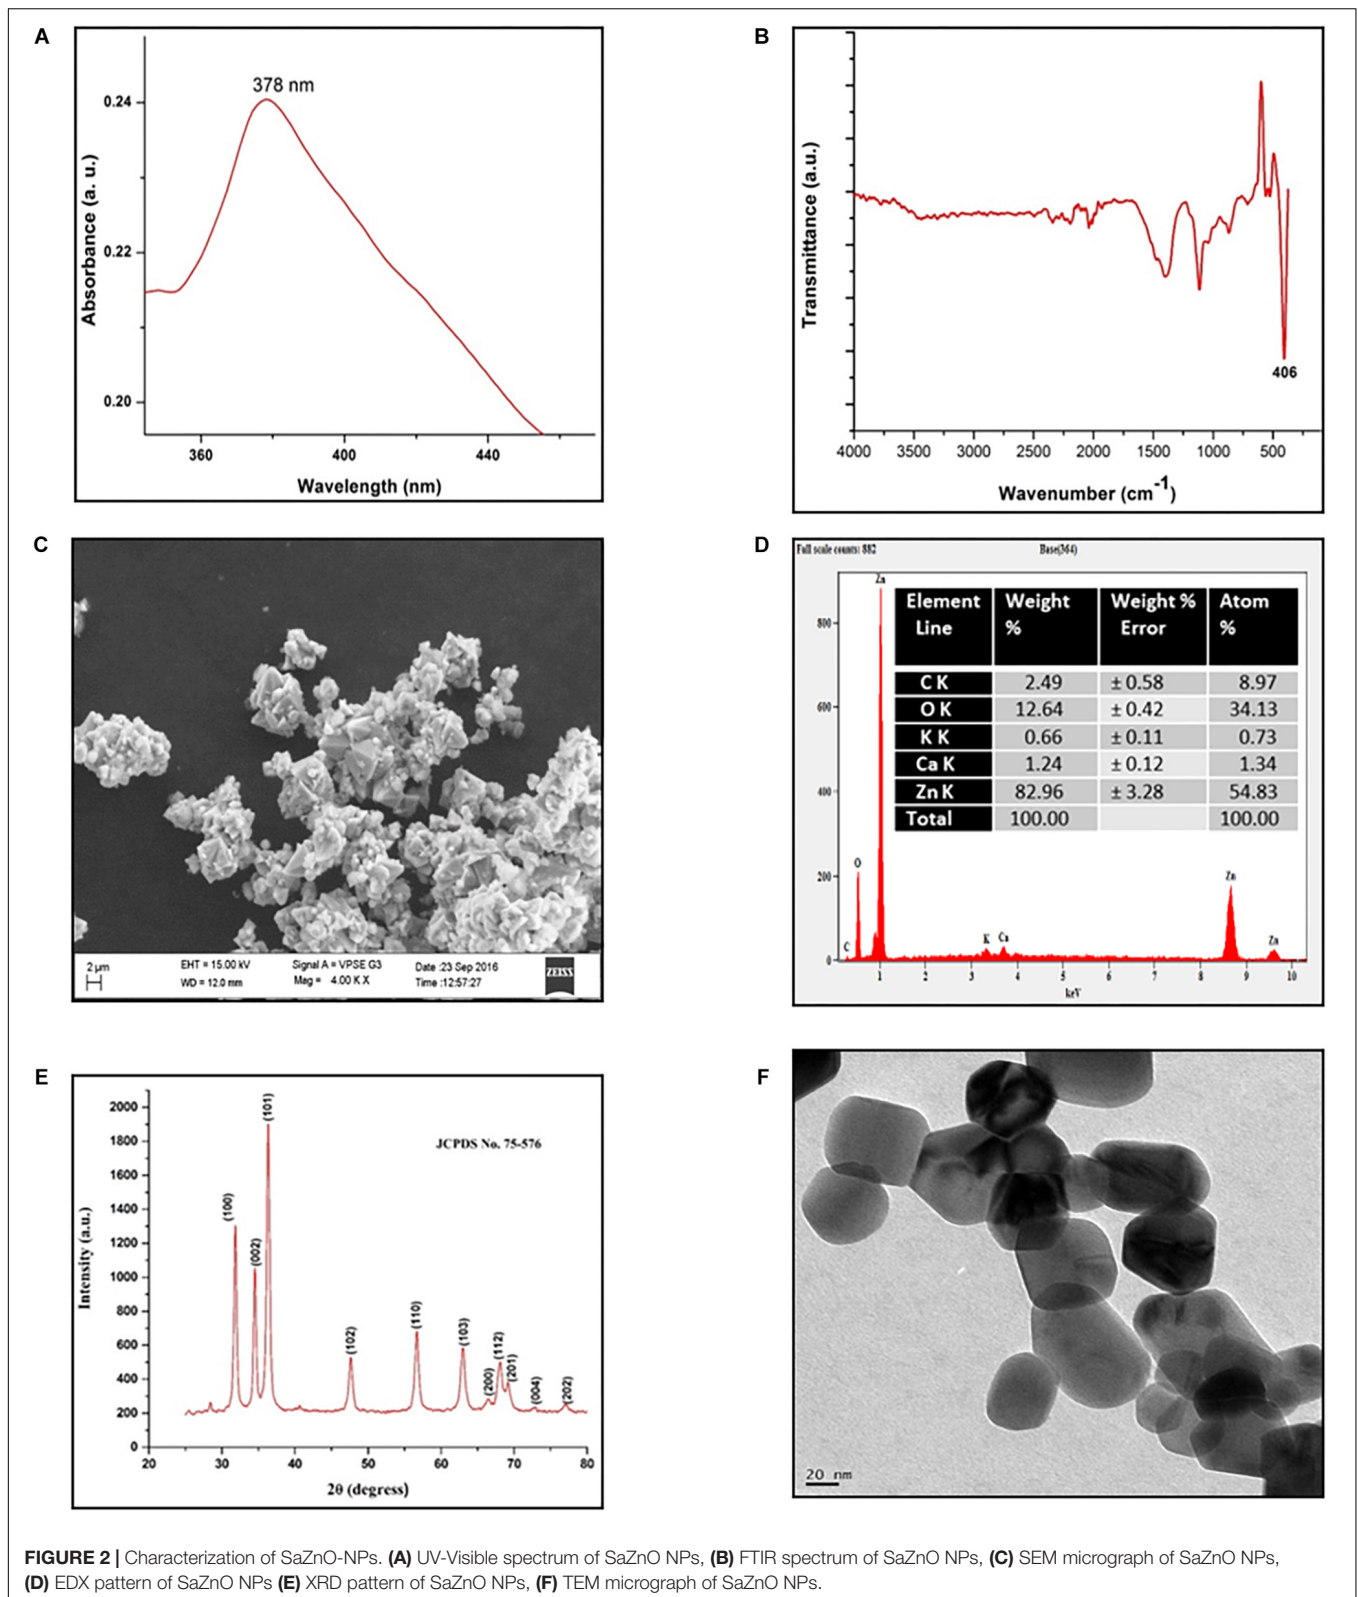 A
378 nm
0.24
0.22
0.20
Absorbance (a. u.)
360 400 440
Wavelength (nm)
B
Transmittance (a.u.)
406
4000 3500 3000 2500 2000 1500 1000 500
Wavenumber (cm-1)
C
2 µm
EHT = 15.00 kV Signal A = VPSE G3 Date :23 Sep 2016
WD = 12.0 mm Mag = 4.00 K X Time :12:57:27
ZEISS
D
Full scale counts: 882 Base(364)
Zn
800
600
400
200
0
Element Line Weight % Weight % Error Atom %
C K 2.49 ± 0.58 8.97
O K 12.64 ± 0.42 34.13
K K 0.66 ± 0.11 0.73
Ca K 1.24 ± 0.12 1.34
Zn K 82.96 ± 3.28 54.83
Total 100.00 100.00
C O K Ca Zn Zn
1 2 3 4 5 6 7 8 9 10
keV
E
JCPDS No. 75-576
2000
1800
1600
1400
1200
1000
800
600
400
200
0
Intensity (a.u.)
(100) (002) (101) (102) (110) (103) (200) (112) (201) (004) (202)
20 30 40 50 60 70 80
2θ (degress)
F
20 nm
FIGURE 2 | Characterization of SaZnO-NPs. (A) UV-Visible spectrum of SaZnO NPs, (B) FTIR spectrum of SaZnO NPs, (C) SEM micrograph of SaZnO NPs,
(D) EDX pattern of SaZnO NPs (E) XRD pattern of SaZnO NPs, (F) TEM micrograph of SaZnO NPs.